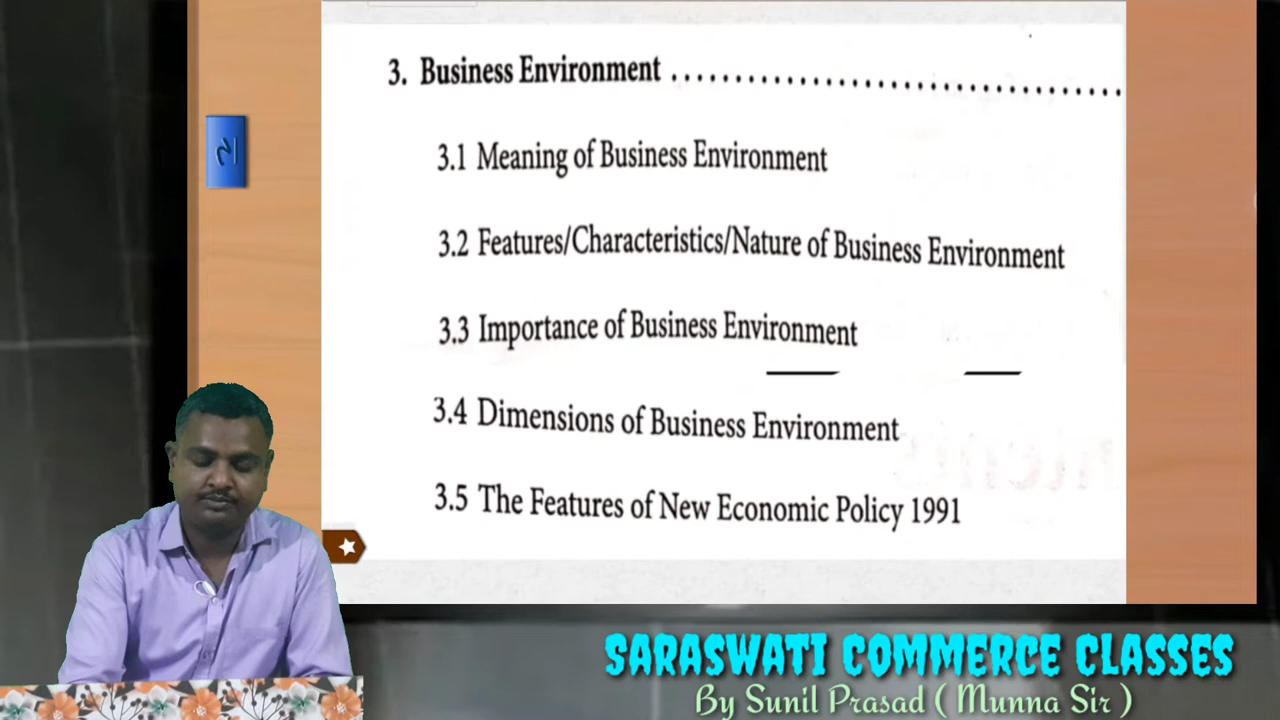 3. Business Environment ........................................
3.1 Meaning of Business Environment
3.2 Features/Characteristics/Nature of Business Environment
3.3 Importance of Business Environment
3.4 Dimensions of Business Environment
3.5 The Features of New Economic Policy 1991
SARASWATI COMMERCE CLASSES
By Sunil Prasad ( Munna Sir )